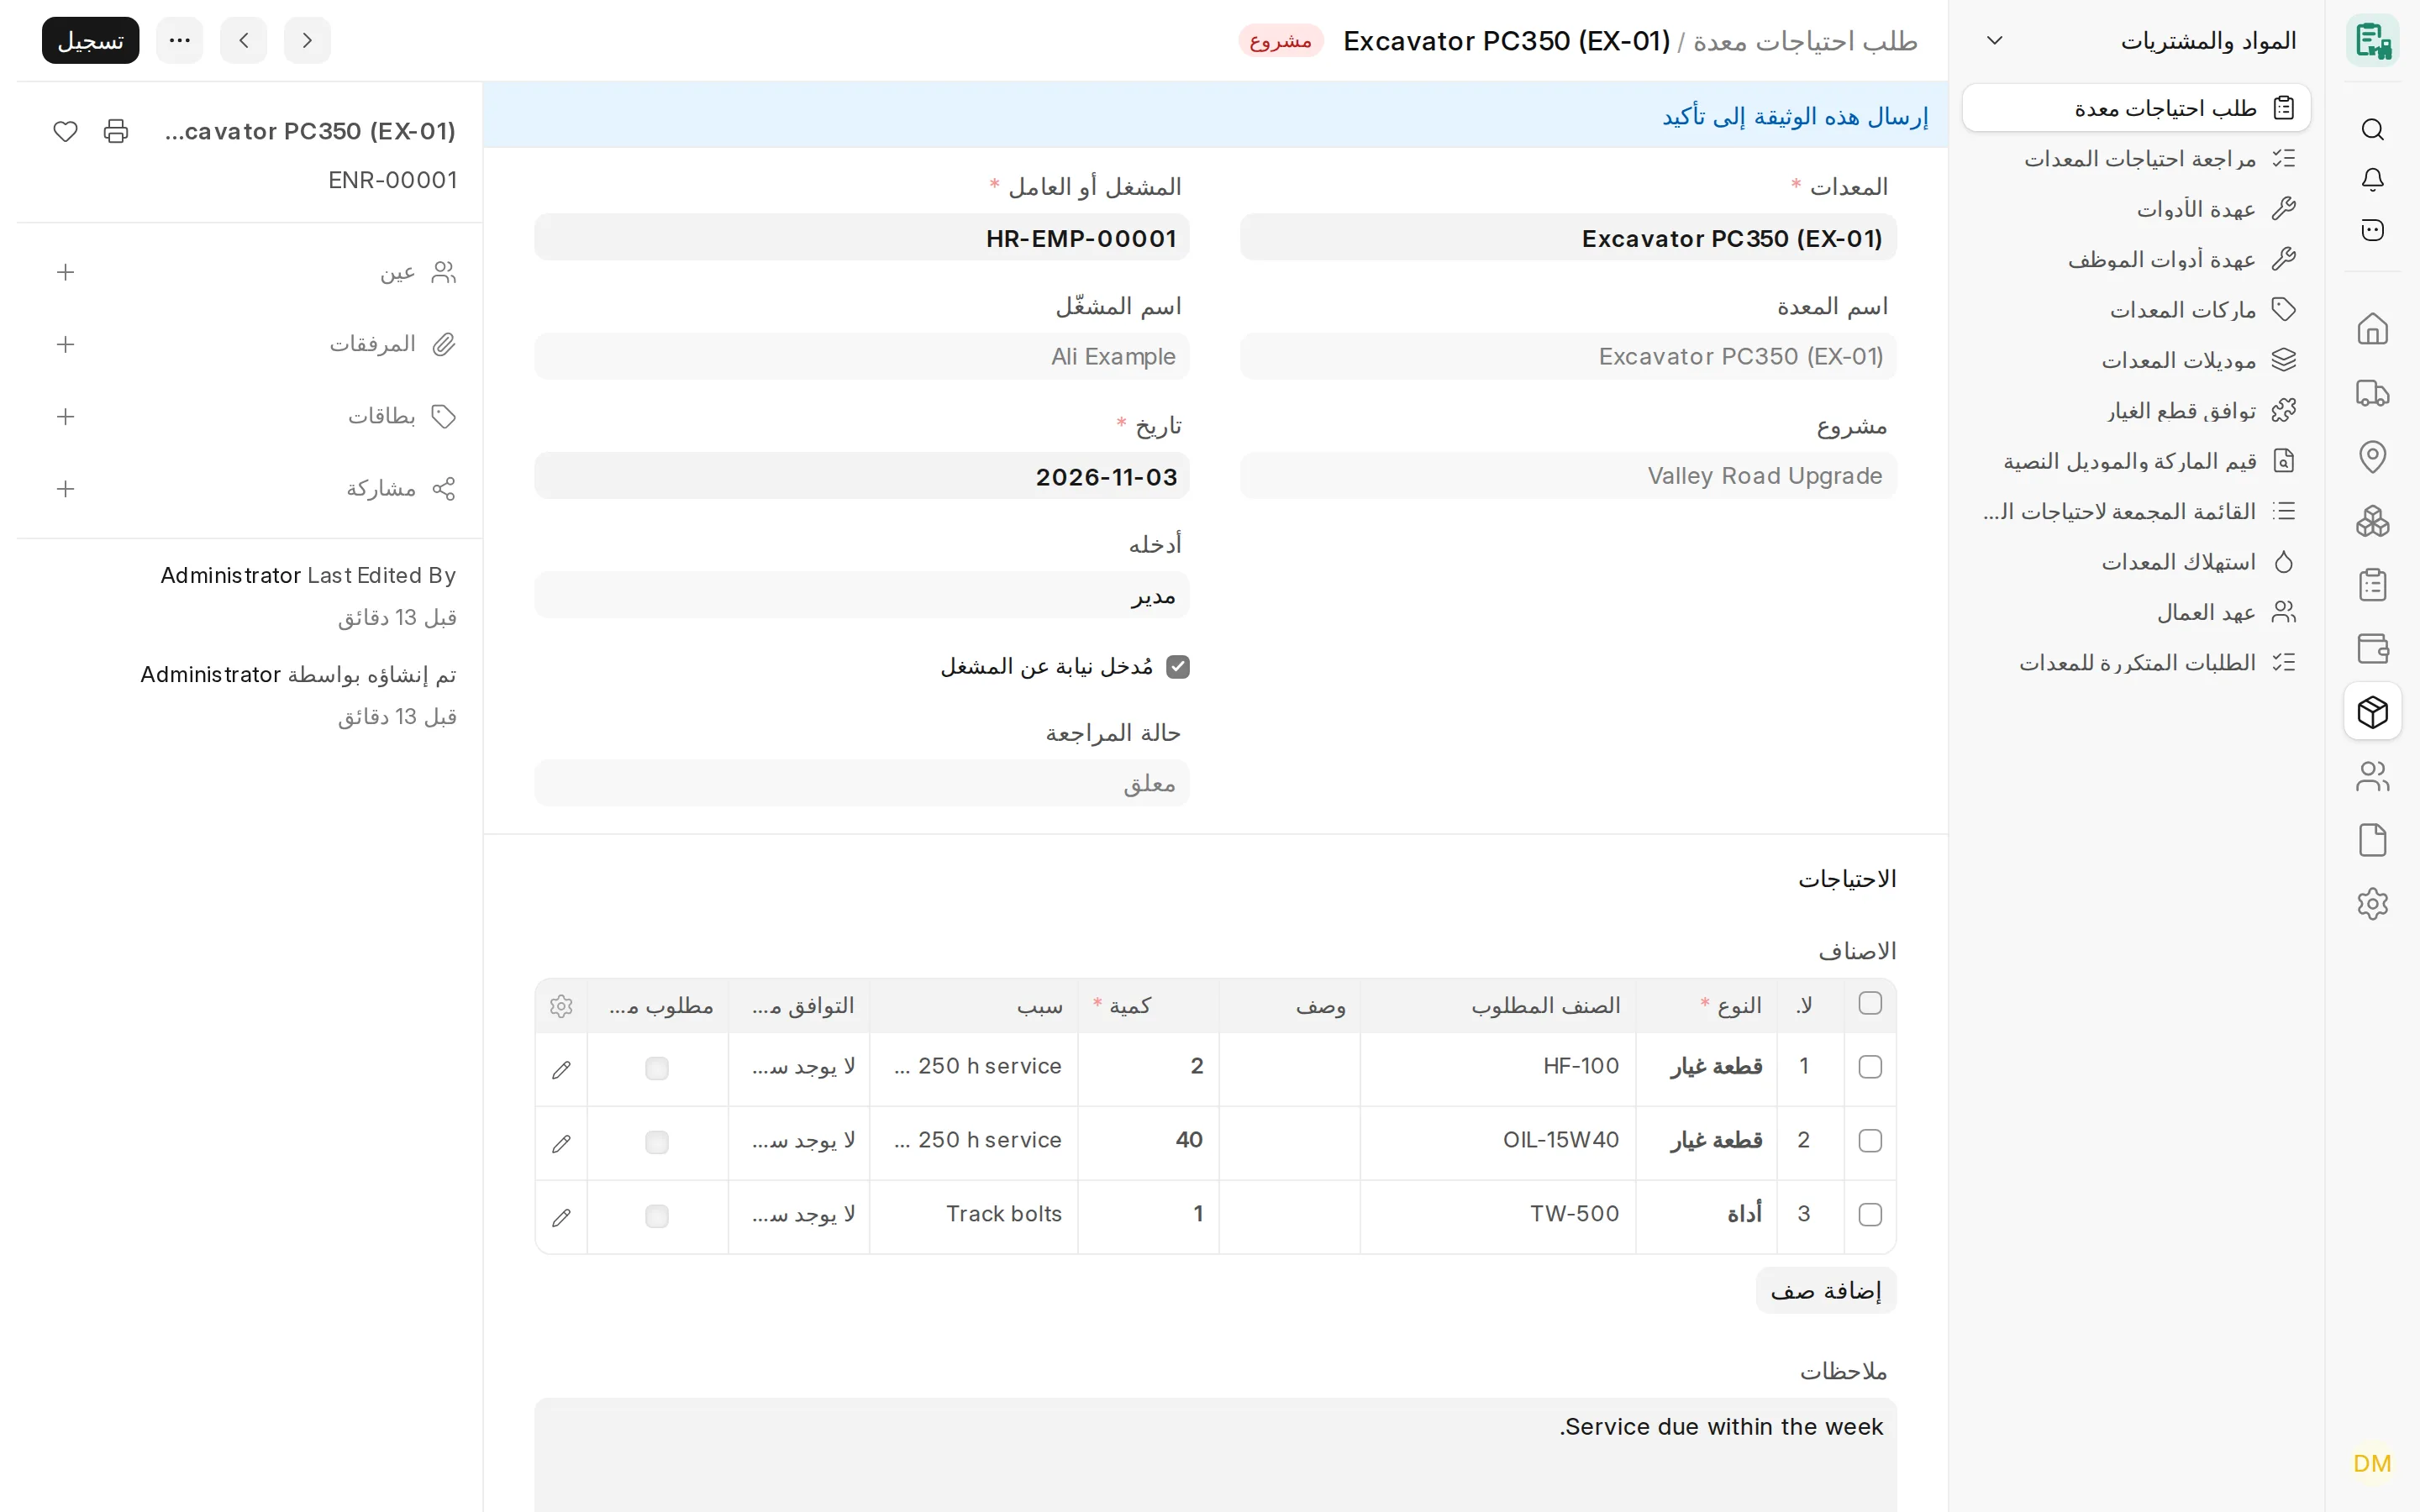 المواد والمشتريات
طلب احتياجات معدة
مراجعة احتياجات المعدات
عهدة الأدوات
عهدة أدوات الموظف
ماركات المعدات
موديلات المعدات
توافق قطع الغيار
قيم الماركة والموديل النصية
القائمة المجمعة لاحتياجات ال...
استهلاك المعدات
عهد العمال
الطلبات المتكررة للمعدات
DM
طلب احتياجات معدة / Excavator PC350 (EX-01) مشروع
تسجيل
إرسال هذه الوثيقة إلى تأكيد
المعدات *
Excavator PC350 (EX-01)
اسم المعدة
Excavator PC350 (EX-01)
مشروع
Valley Road Upgrade
المشغل أو العامل *
HR-EMP-00001
اسم المشغّل
Ali Example
تاريخ *
2026-11-03
أدخله
مدير
مُدخل نيابة عن المشغل
حالة المراجعة
معلق
الاحتياجات
الاصناف
لا. النوع * الصنف المطلوب وصف كمية * سبب التوافق م... مطلوب م...
1 قطعة غيار HF-100 2 250 h service ... لا يوجد س...
2 قطعة غيار OIL-15W40 40 250 h service ... لا يوجد س...
3 أداة TW-500 1 Track bolts لا يوجد س...
إضافة صف
ملاحظات
Service due within the week.
...cavator PC350 (EX-01)
ENR-00001
عين
المرفقات
بطاقات
مشاركة
Administrator Last Edited By
قبل 13 دقائق
تم إنشاؤه بواسطة Administrator
قبل 13 دقائق